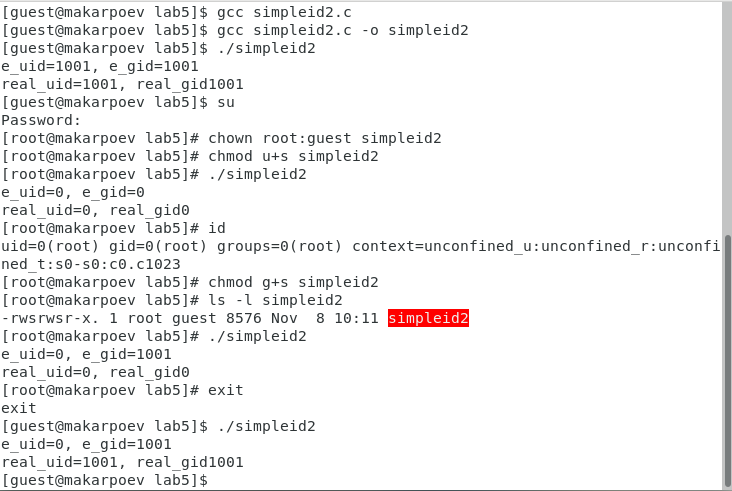 [guest@makarpoev lab5]$ gcc simpleid2.c
[guest@makarpoev lab5]$ gcc simpleid2.c -o simpleid2
[guest@makarpoev lab5]$ ./simpleid2
e_uid=1001, e_gid=1001
real_uid=1001, real_gid1001
[guest@makarpoev lab5]$ su
Password:
[root@makarpoev lab5]# chown root:guest simpleid2
[root@makarpoev lab5]# chmod u+s simpleid2
[root@makarpoev lab5]# ./simpleid2
e_uid=0, e_gid=0
real_uid=0, real_gid0
[root@makarpoev lab5]# id
uid=0(root) gid=0(root) groups=0(root) context=unconfined_u:unconfined_r:unconfi
ned_t:s0-s0:c0.c1023
[root@makarpoev lab5]# chmod g+s simpleid2
[root@makarpoev lab5]# ls -l simpleid2
-rwsrwsr-x. 1 root guest 8576 Nov  8 10:11 simpleid2
[root@makarpoev lab5]# ./simpleid2
e_uid=0, e_gid=1001
real_uid=0, real_gid0
[root@makarpoev lab5]# exit
exit
[guest@makarpoev lab5]$ ./simpleid2
e_uid=0, e_gid=1001
real_uid=1001, real_gid1001
[guest@makarpoev lab5]$